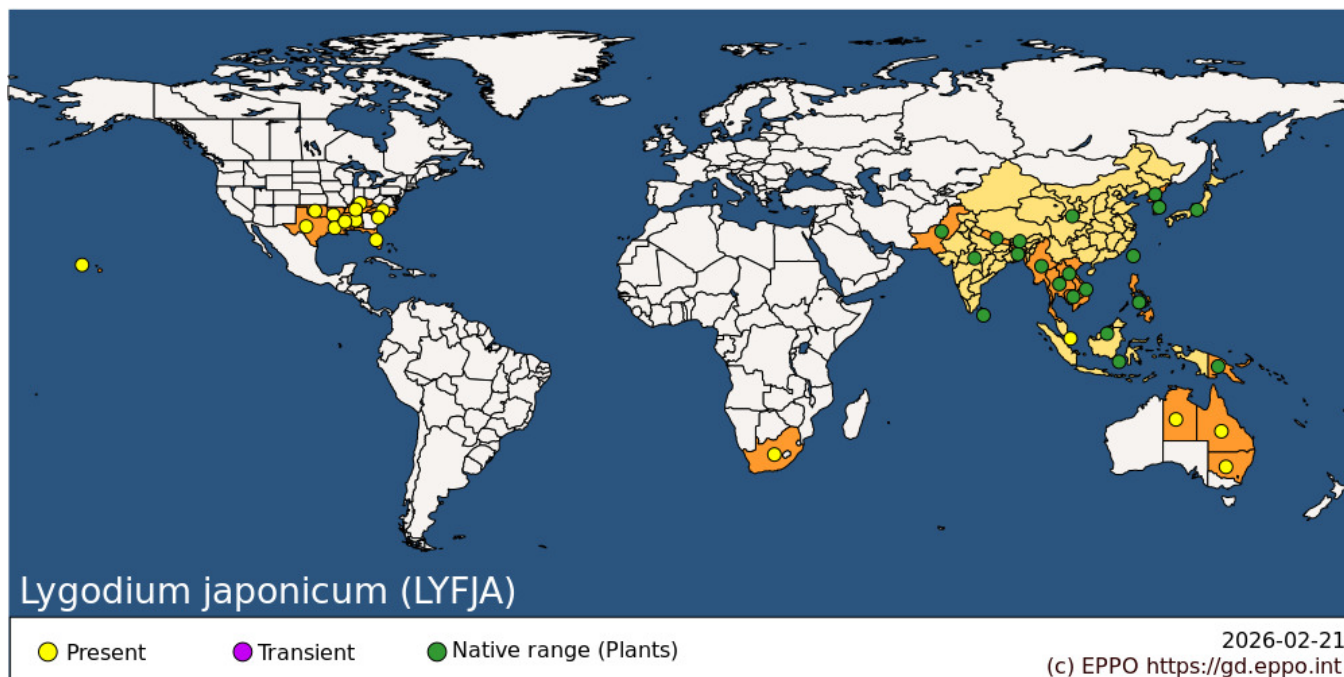 Lygodium japonicum (LYFJA)
Present
Transient
Native range (Plants)
2026-02-21
(c) EPPO https://gd.eppo.int